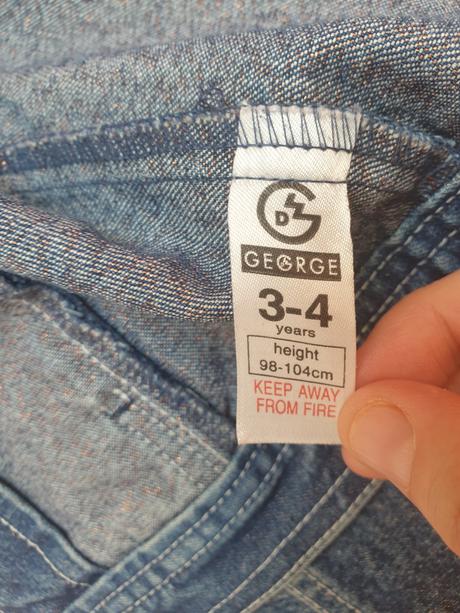 D
GEORGE
3-4
years
height
98-104cm
KEEP AWAY
FROM FIRE